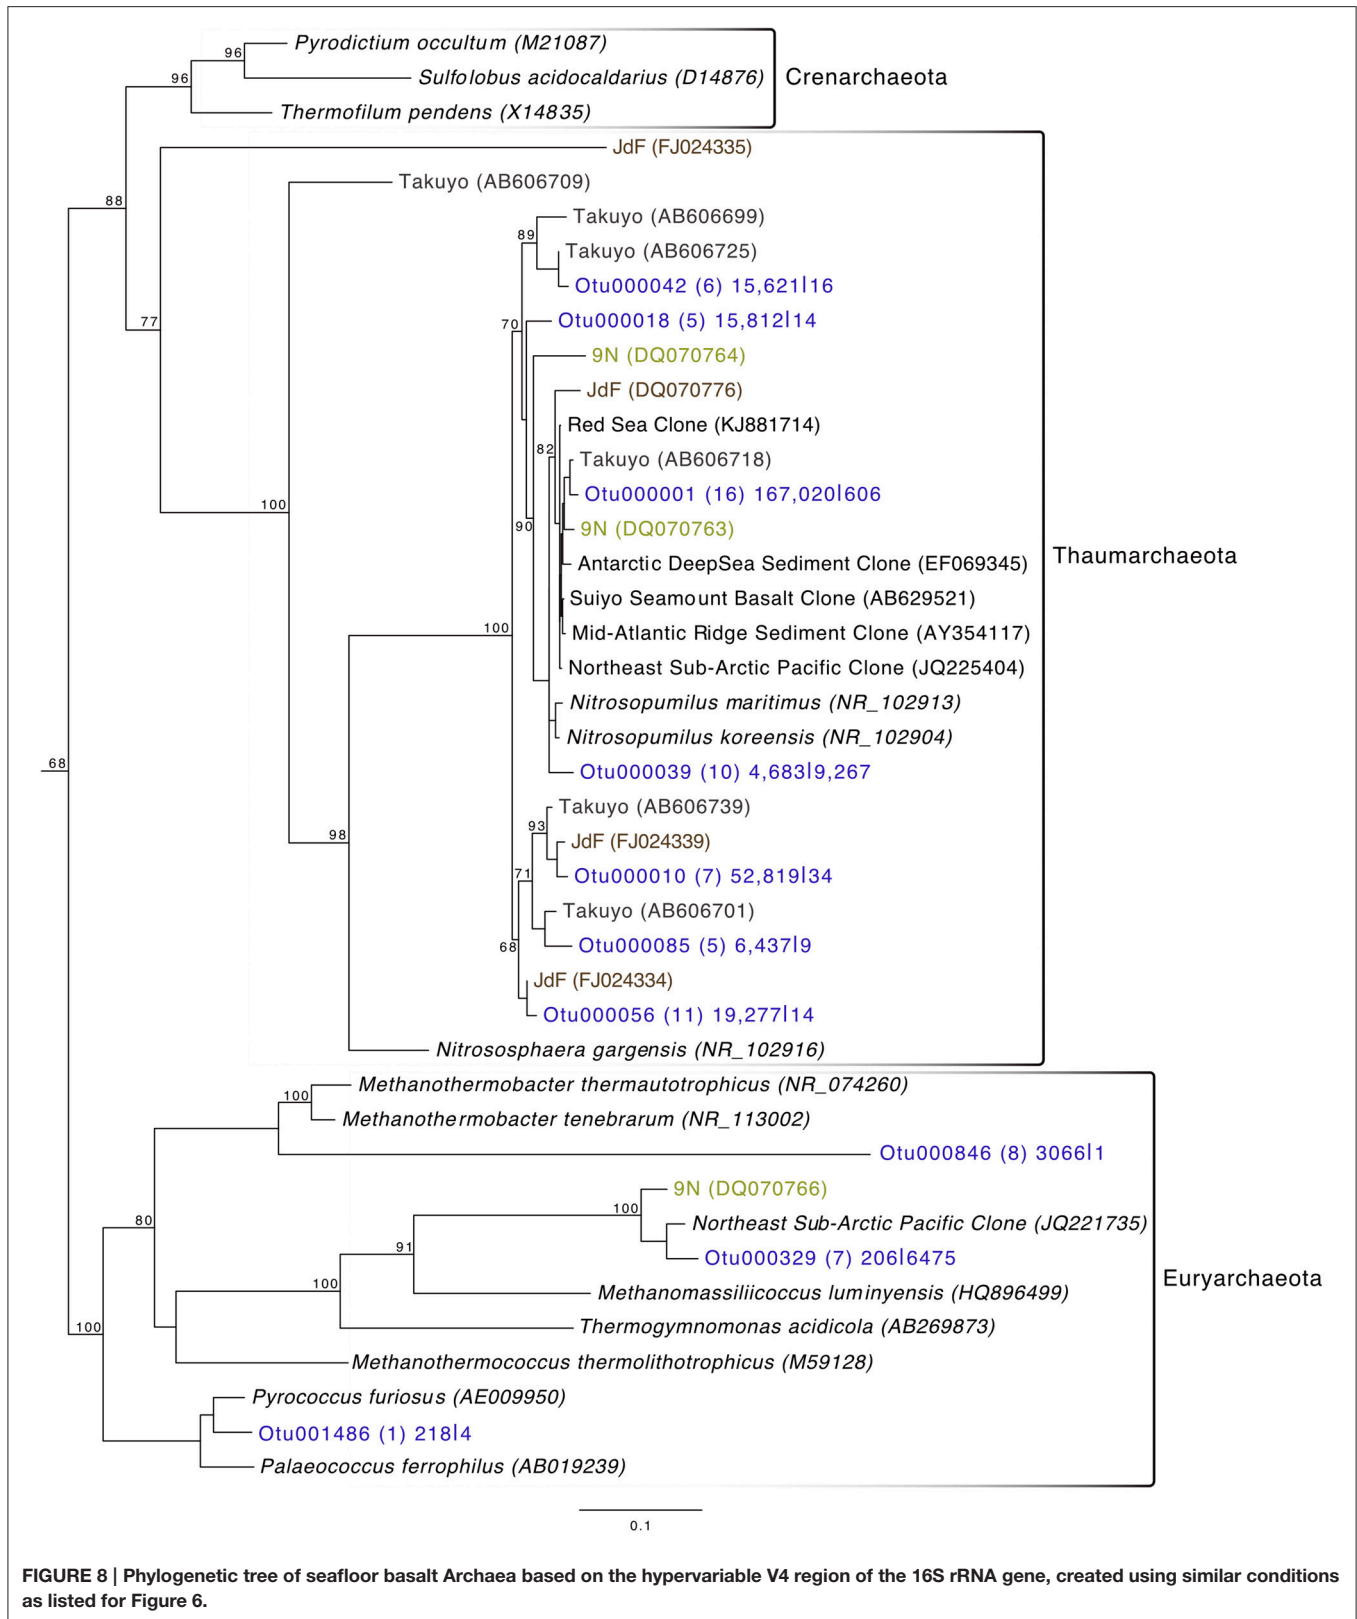 Pyrodictium occultum (M21087)
96
Sulfolobus acidocaldarius (D14876)
Crenarchaeota
96
Thermofilum pendens (X14835)
JdF (FJ024335)
Takuyo (AB606709)
88
Takuyo (AB606699)
89
Takuyo (AB606725)
Otu000042 (6) 15,621|16
77
70
Otu000018 (5) 15,812|14
9N (DQ070764)
JdF (DQ070776)
Red Sea Clone (KJ881714)
82
Takuyo (AB606718)
Otu000001 (16) 167,020|606
100
90
9N (DQ070763)
Thaumarchaeota
Antarctic DeepSea Sediment Clone (EF069345)
Suiyo Seamount Basalt Clone (AB629521)
100
Mid-Atlantic Ridge Sediment Clone (AY354117)
Northeast Sub-Arctic Pacific Clone (JQ225404)
Nitrosopumilus maritimus (NR_102913)
Nitrosopumilus koreensis (NR_102904)
68
Otu000039 (10) 4,683|9,267
Takuyo (AB606739)
93
98
JdF (FJ024339)
71
Otu000010 (7) 52,819|34
Takuyo (AB606701)
68
Otu000085 (5) 6,437|9
JdF (FJ024334)
Otu000056 (11) 19,277|14
Nitrososphaera gargensis (NR_102916)
Methanothermobacter thermautotrophicus (NR_074260)
100
Methanothermobacter tenebrarum (NR_113002)
Otu000846 (8) 3066|1
9N (DQ070766)
100
80
Northeast Sub-Arctic Pacific Clone (JQ221735)
91
Otu000329 (7) 206|6475
Euryarchaeota
100
Methanomassiliicoccus luminyensis (HQ896499)
100
Thermogymnomonas acidicola (AB269873)
Methanothermococcus thermolithotrophicus (M59128)
Pyrococcus furiosus (AE009950)
Otu001486 (1) 218|4
Palaeococcus ferrophilus (AB019239)
0.1
FIGURE 8 | Phylogenetic tree of seafloor basalt Archaea based on the hypervariable V4 region of the 16S rRNA gene, created using similar conditions
as listed for Figure 6.